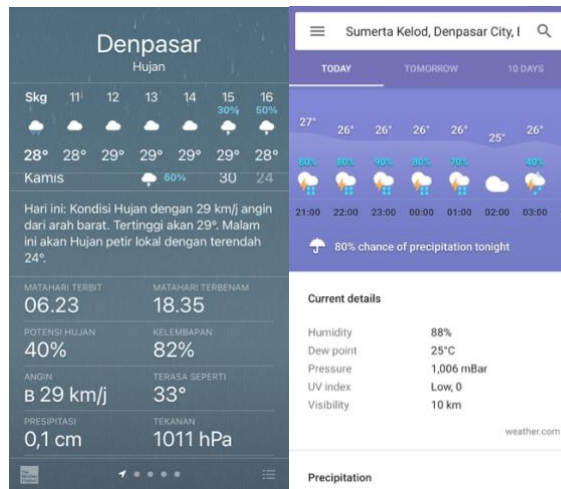 Denpasar
Hujan
Skg 11 12 13 14 15 16
30% 50%
28° 28° 29° 29° 29° 29° 28°
Kamis 60% 30 24
Hari ini: Kondisi Hujan dengan 29 km/j angin
dari arah barat. Tertinggi akan 29°. Malam
ini akan Hujan petir lokal dengan terendah
24°.
MATAHARI TERBIT MATAHARI TERBENAM
06.23 18.35
POTENSI HUJAN KELEMBAPAN
40% 82%
ANGIN TERASA SEPERTI
B 29 km/j 33°
PRESIPITASI TEKANAN
0,1 cm 1011 hPa
Sumerta Kelod, Denpasar City, I
TODAY TOMORROW 10 DAYS
27° 26° 26° 26° 26° 25° 26°
80% 80% 90% 80% 70% 40%
21:00 22:00 23:00 00:00 01:00 02:00 03:00
80% chance of precipitation tonight
Current details
Humidity 88%
Dew point 25°C
Pressure 1,006 mBar
UV index Low, 0
Visibility 10 km
weather.com
Precipitation